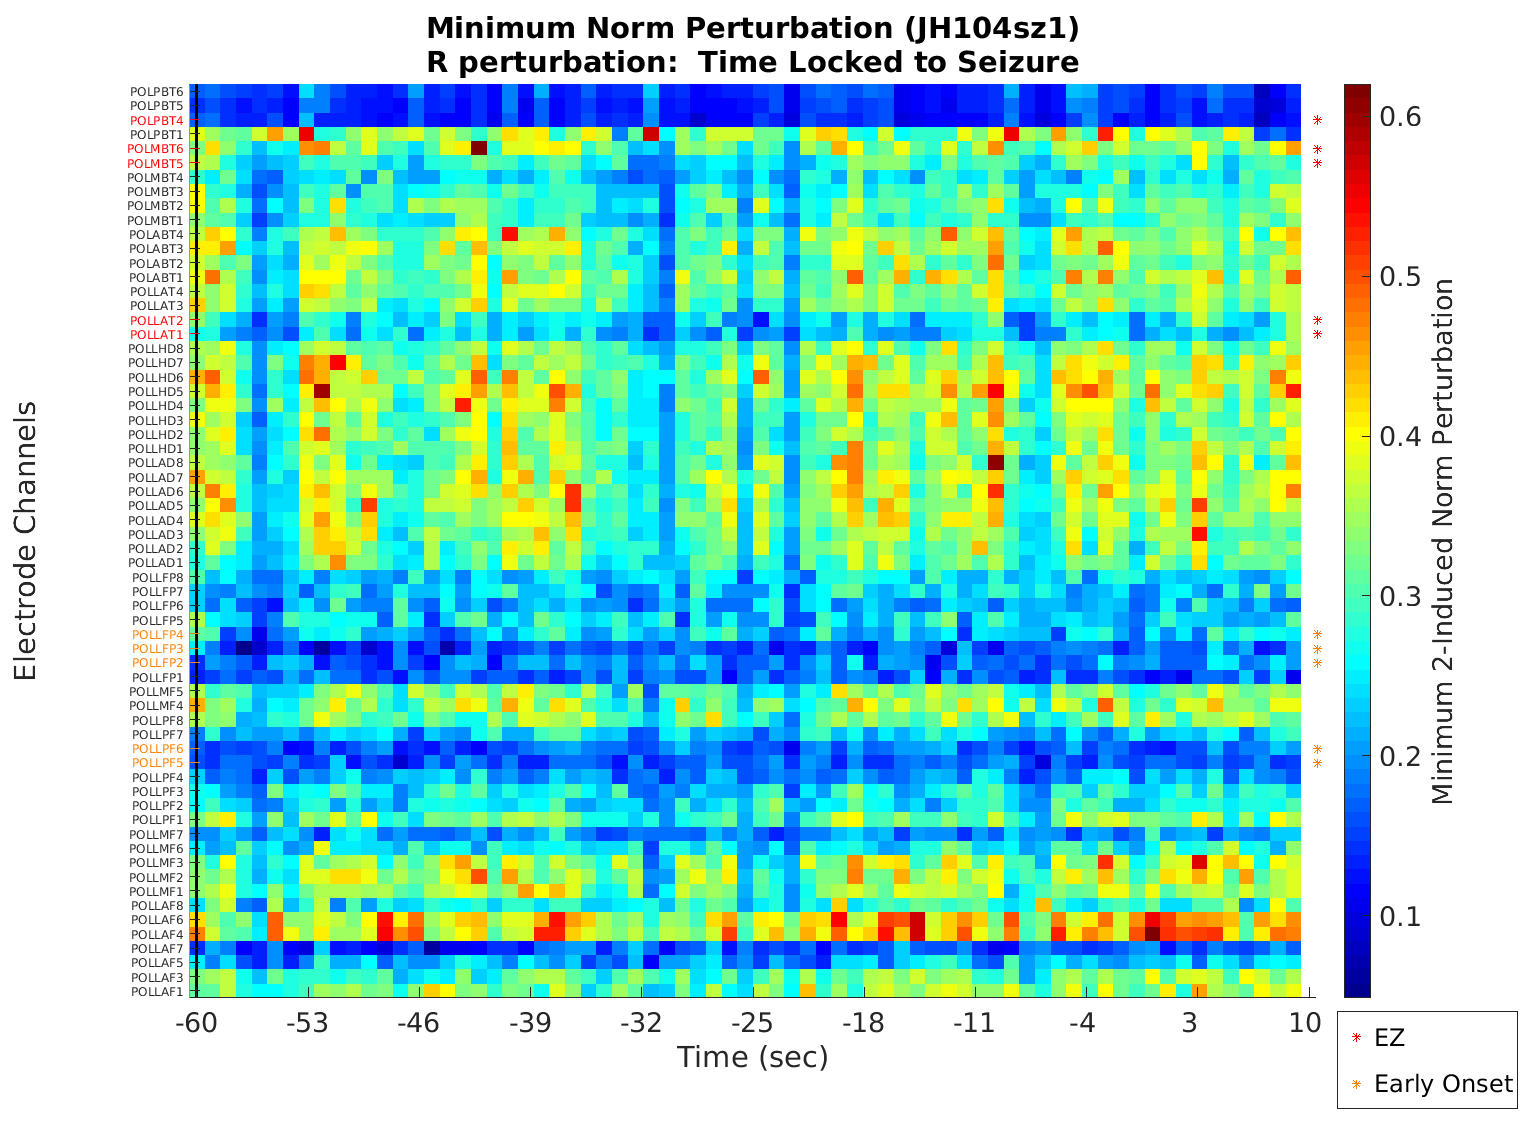 Minimum Norm Perturbation (JH104sz1)
R perturbation:  Time Locked to Seizure
Electrode Channels
POLPBT6
POLPBT5
POLPBT4
POLPBT1
POLMBT6
POLMBT5
POLMBT4
POLMBT3
POLMBT2
POLMBT1
POLABT4
POLABT3
POLABT2
POLABT1
POLLAT4
POLLAT3
POLLAT2
POLLAT1
POLLHD8
POLLHD7
POLLHD6
POLLHD5
POLLHD4
POLLHD3
POLLHD2
POLLHD1
POLLAD8
POLLAD7
POLLAD6
POLLAD5
POLLAD4
POLLAD3
POLLAD2
POLLAD1
POLLFP8
POLLFP7
POLLFP6
POLLFP5
POLLFP4
POLLFP3
POLLFP2
POLLFP1
POLLMF5
POLLMF4
POLLPF8
POLLPF7
POLLPF6
POLLPF5
POLLPF4
POLLPF3
POLLPF2
POLLPF1
POLLMF7
POLLMF6
POLLMF3
POLLMF2
POLLMF1
POLLAF8
POLLAF6
POLLAF4
POLLAF7
POLLAF5
POLLAF3
POLLAF1
-60 -53 -46 -39 -32 -25 -18 -11 -4 3 10
Time (sec)
0.6
0.5
0.4
0.3
0.2
0.1
Minimum 2-Induced Norm Perturbation
EZ
Early Onset